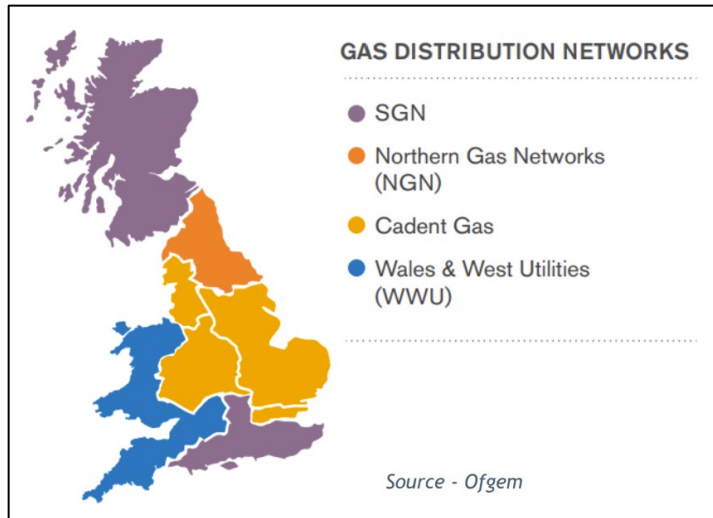 GAS DISTRIBUTION NETWORKS
SGN
Northern Gas Networks
(NGN)
Cadent Gas
Wales & West Utilities
(WWU)
Source - Ofgem